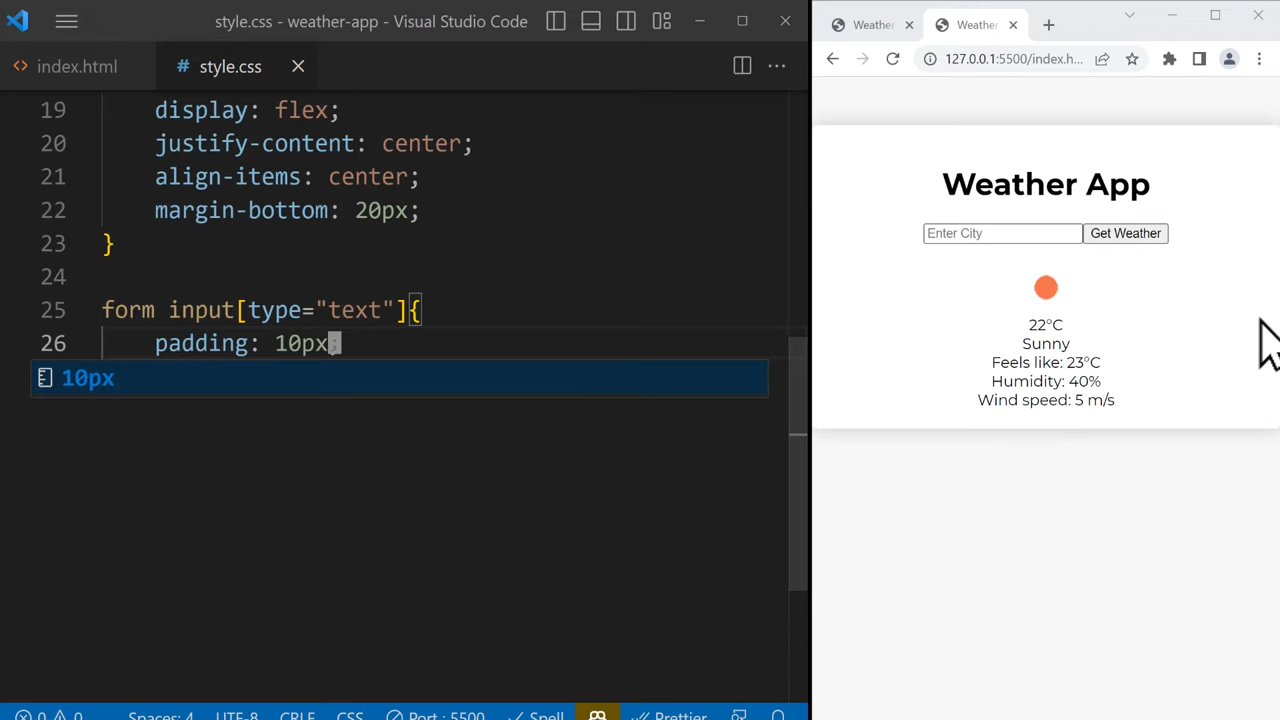 style.css - weather-app - Visual Studio Code
index.html
# style.css
19 display: flex;
20 justify-content: center;
21 align-items: center;
22 margin-bottom: 20px;
23 }
24
25 form input[type="text"]{
26 padding: 10px;
10px
0 0 Spaces: 4 UTF-8 CRLF CSS Port : 5500 Spell Prettier
Weather
Weather
127.0.0.1:5500/index.h...
Weather App
Enter City Get Weather
22°C
Sunny
Feels like: 23°C
Humidity: 40%
Wind speed: 5 m/s